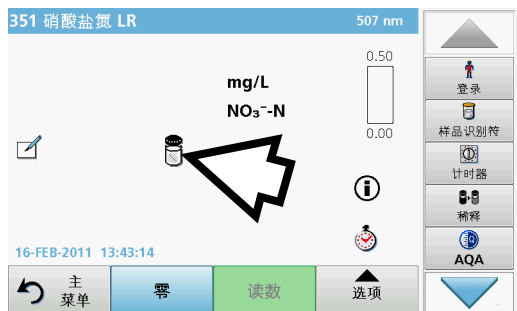 351 硝酸盐氮 LR
507 nm
0.50
mg/L
NO₃⁻-N
0.00
16-FEB-2011 13:43:14
主
菜单
零
读数
选项
登录
样品识别符
计时器
稀释
AQA